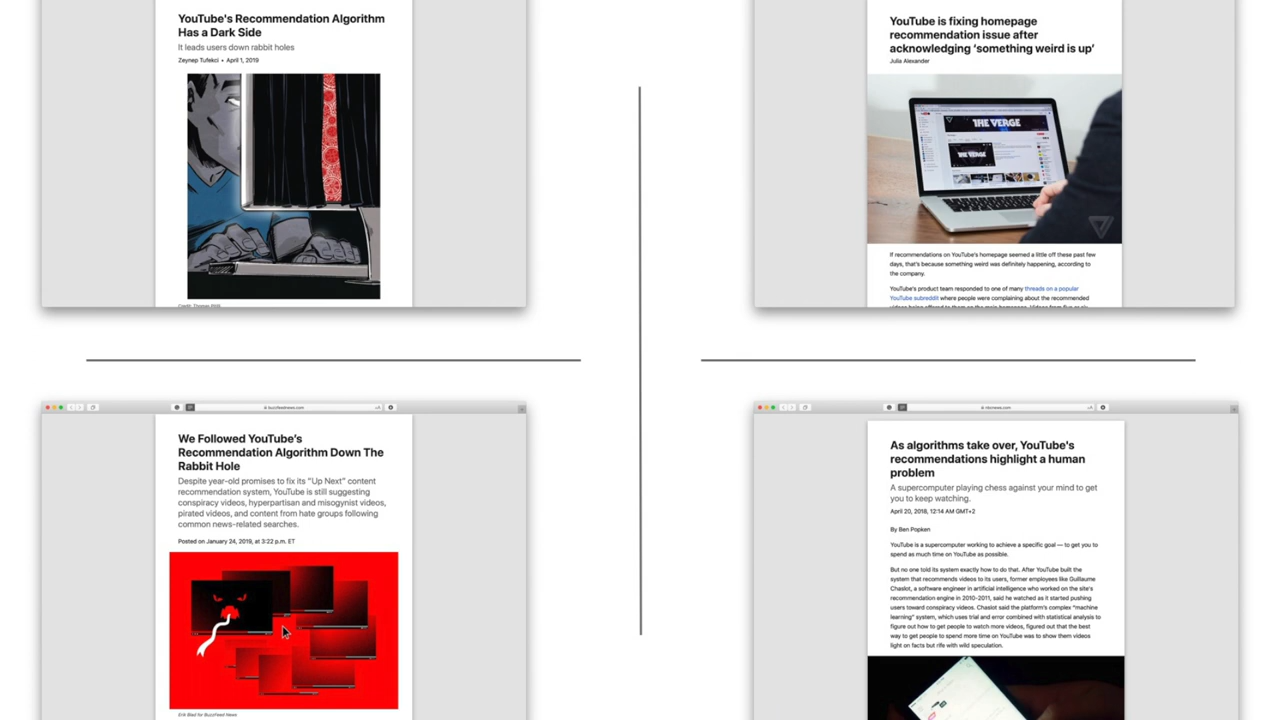 YouTube's Recommendation Algorithm
Has a Dark Side
It leads users down rabbit holes
Zeynep Tufekci • April 1, 2019
YouTube is fixing homepage
recommendation issue after
acknowledging ‘something weird is up’
Julia Alexander
THE VERGE
If recommendations on YouTube's homepage seemed a little off these past few
days, that's because something weird was definitely happening, according to
the company.
YouTube's product team responded to one of many threads on a popular
YouTube subreddit where people were complaining about the recommended
buzzfeednews.com
We Followed YouTube's
Recommendation Algorithm Down The
Rabbit Hole
Despite year-old promises to fix its “Up Next” content
recommendation system, YouTube is still suggesting
conspiracy videos, hyperpartisan and misogynist videos,
pirated videos, and content from hate groups following
common news-related searches.
Posted on January 24, 2019, at 3:22 p.m. ET
for BuzzFeed News
nbcnews.com
As algorithms take over, YouTube's
recommendations highlight a human
problem
A supercomputer playing chess against your mind to get
you to keep watching.
April 20, 2018, 12:14 AM GMT+2
By Ben Popken
YouTube is a supercomputer working to achieve a specific goal — to get you to
spend as much time on YouTube as possible.
But no one told its system exactly how to do that. After YouTube built the
system that recommends videos to its users, former employees like Guillaume
Chaslot, a software engineer in artificial intelligence who worked on the site's
recommendation engine in 2010-2011, said he watched as it started pushing
users toward conspiracy videos. Chaslot said the platform's complex “machine
learning” system, which uses trial and error combined with statistical analysis to
figure out how to get people to watch more videos, figured out that the best
way to get people to spend more time on YouTube was to show them videos
light on facts but rife with wild speculation.